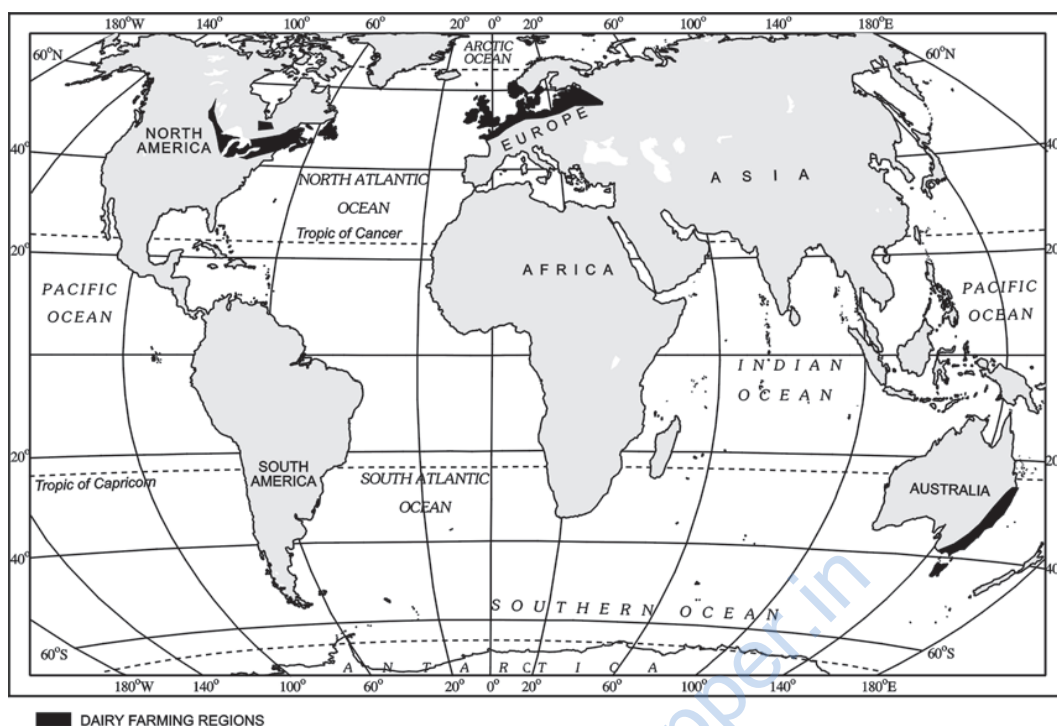 180°W 140° 100° 60° 20° 0° 20° 60° 100° 140° 180°E
60°N
ARCTIC
OCEAN
60°N
NORTH
AMERICA
EUROPE
40°
40°
ASIA
NORTH ATLANTIC
OCEAN
Tropic of Cancer
20°
20°
AFRICA
PACIFIC
OCEAN
PACIFIC
OCEAN
INDIAN
OCEAN
20°
20°
Tropic of Capricorn
SOUTH
AMERICA
SOUTH ATLANTIC
OCEAN
AUSTRALIA
40°
40°
SOUTHERN OCEAN
60°S
60°S
ANTARCTICA
180°W 140° 100° 60° 20° 0° 20° 60° 100° 140° 180°E
DAIRY FARMING REGIONS